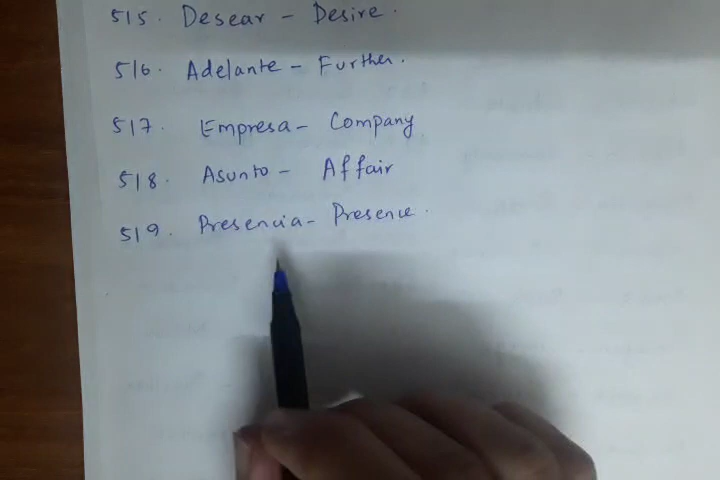 515. Desear - Desire.
516. Adelante - Further.
517. Empresa - Company
518. Asunto - Affair
519. Presencia - Presence.